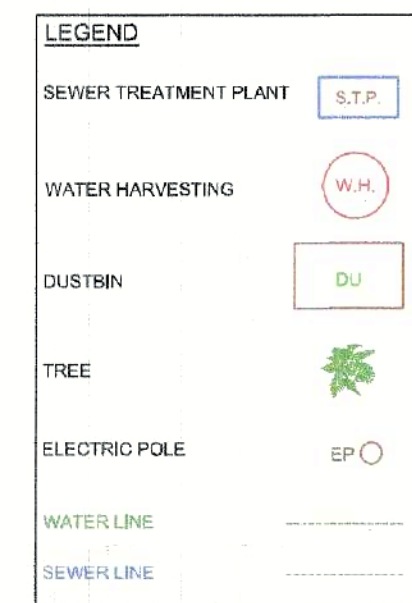 LEGEND
SEWER TREATMENT PLANT S.T.P.
WATER HARVESTING W.H.
DUSTBIN DU
TREE
ELECTRIC POLE EP
WATER LINE
SEWER LINE